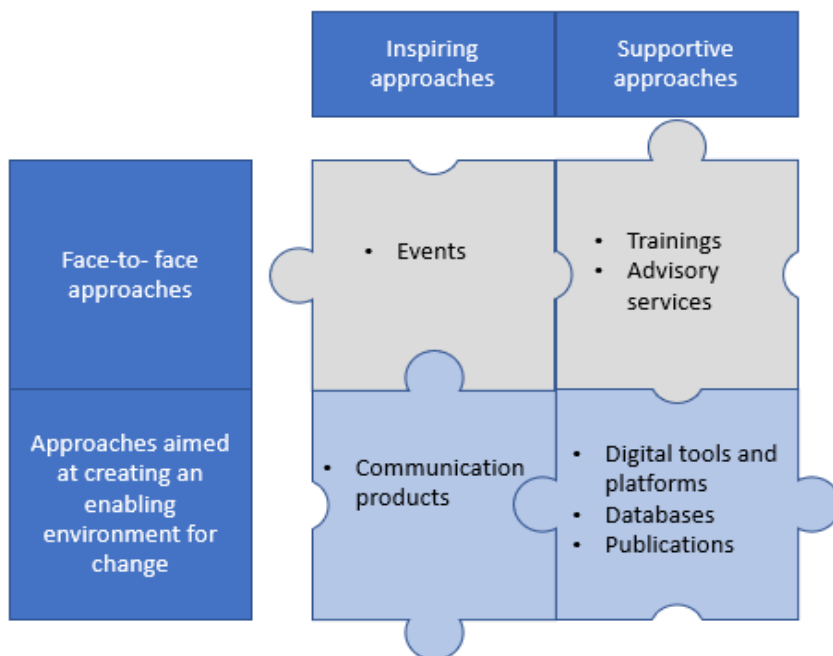 Inspiring
approaches
Supportive
approaches
Face-to- face
approaches
• Events
• Trainings
• Advisory
services
Approaches aimed
at creating an
enabling
environment for
change
• Communication
products
• Digital tools and
platforms
• Databases
• Publications